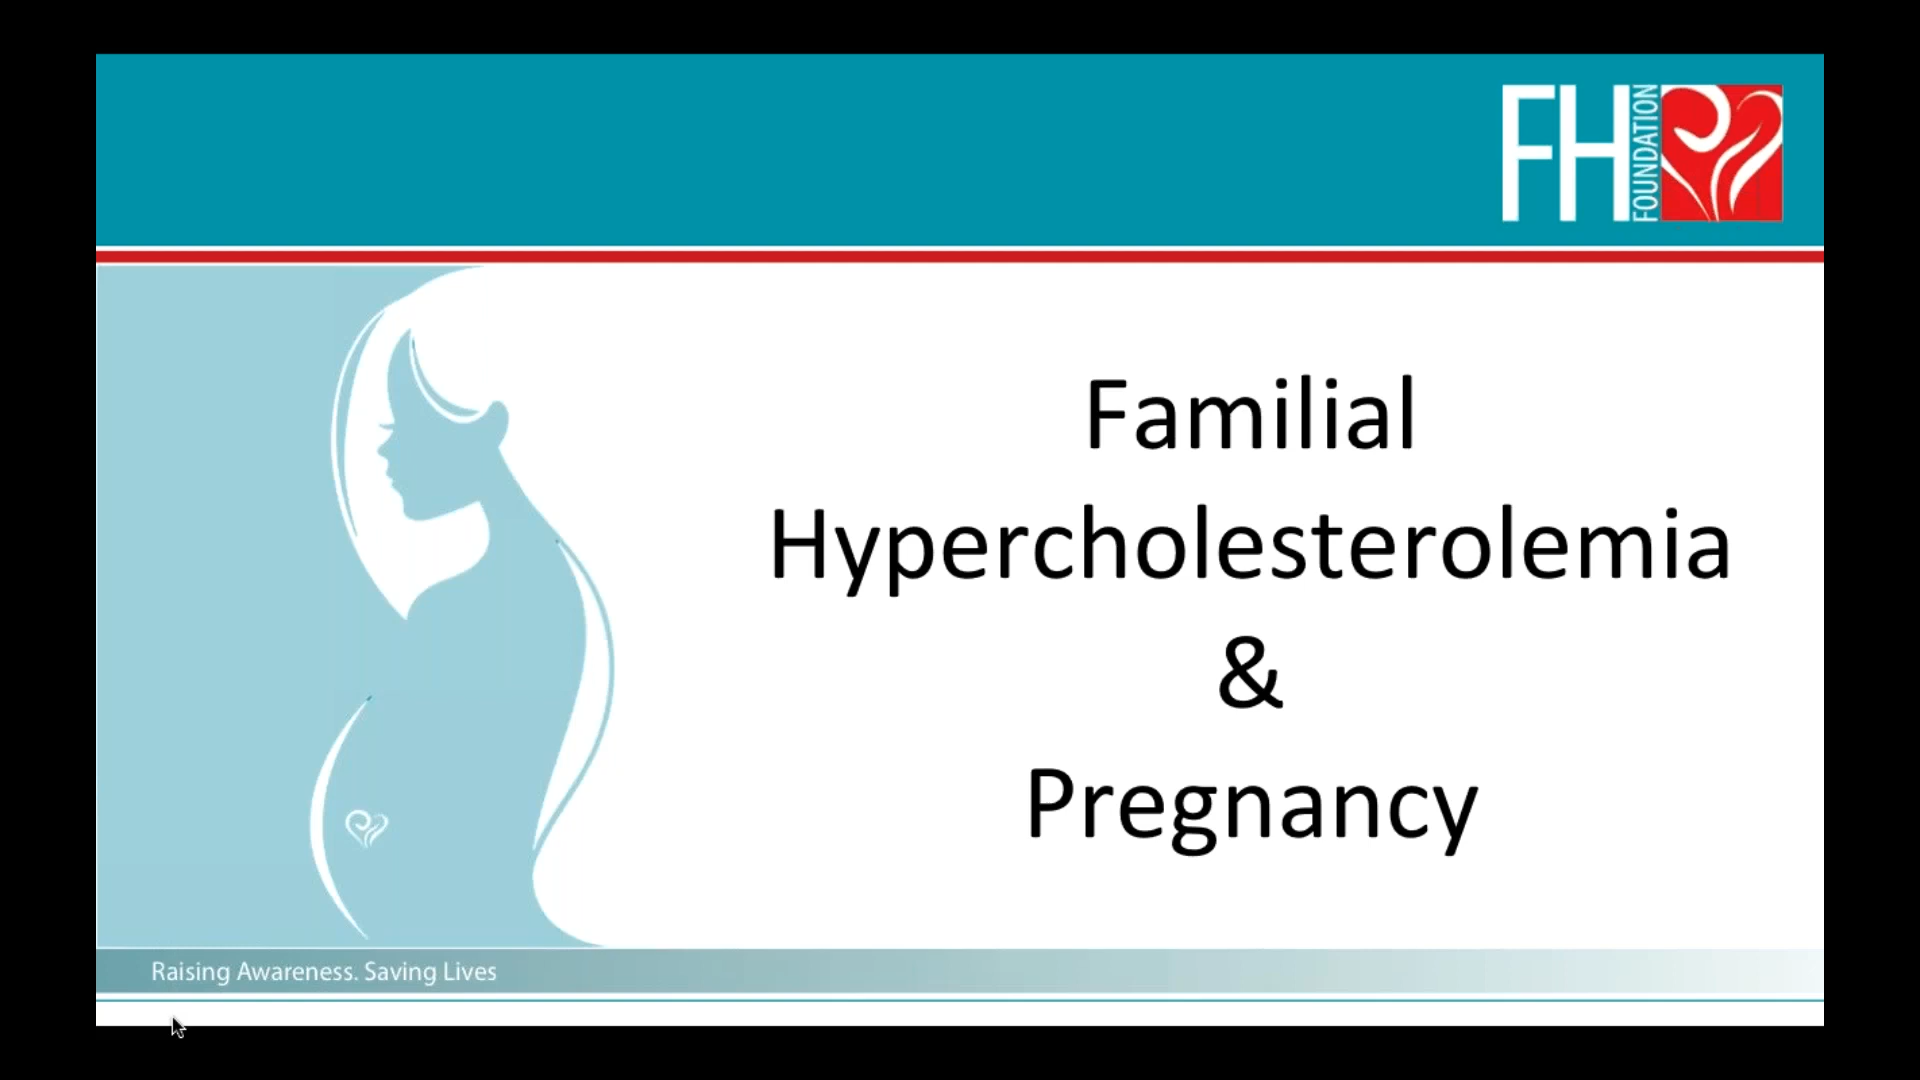 FH FOUNDATION
Familial
Hypercholesterolemia
&
Pregnancy
Raising Awareness. Saving Lives